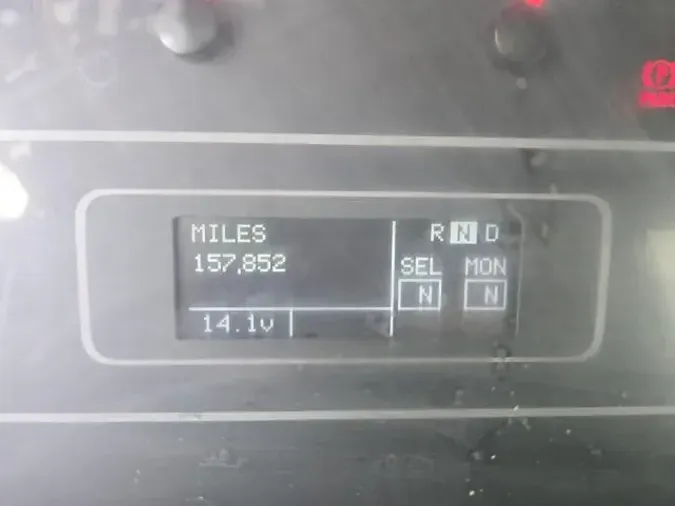 MILES
157,852
14.1v
R N D
SEL MON
N N